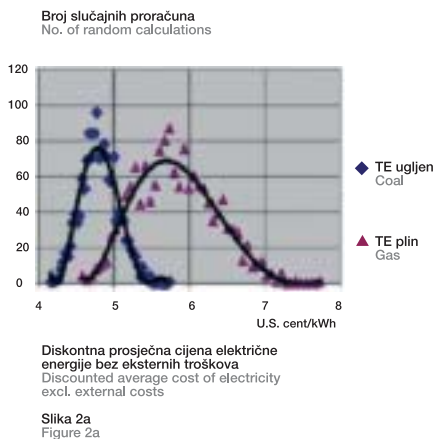 Broj slučajnih proračuna
No. of random calculations
120
100
80
60
40
20
0
4 5 6 7 8
U.S. cent/kWh
TE ugljen
Coal
TE plin
Gas
Diskontna prosječna cijena električne
energije bez eksternih troškova
Discounted average cost of electricity
excl. external costs
Slika 2a
Figure 2a